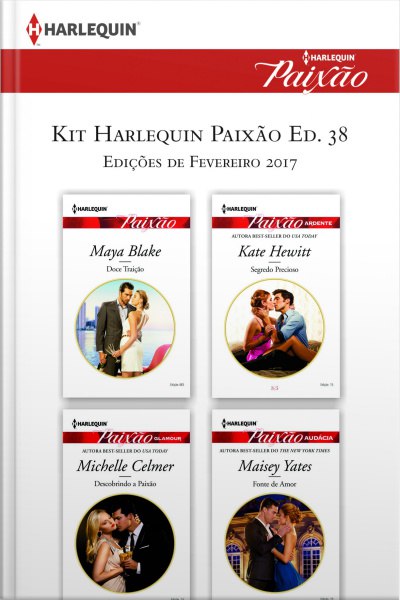 HARLEQUIN®
HARLEQUIN
Paixão
KIT HARLEQUIN PAIXÃO ED. 38
EDIÇÕES DE FEVEREIRO 2017
HARLEQUIN
Paixão
Maya Blake
Doce Traição
HARLEQUIN
Paixão ARDENTE
AUTORA BEST-SELLER DO USA TODAY
Kate Hewitt
Segredo Precioso
HARLEQUIN
Paixão GLAMOUR
AUTORA BEST-SELLER DO USA TODAY
Michelle Celmer
Descobrindo a Paixão
HARLEQUIN
Paixão AUDÁCIA
AUTORA BEST-SELLER DO THE NEW YORK TIMES
Maisey Yates
Fonte de Amor